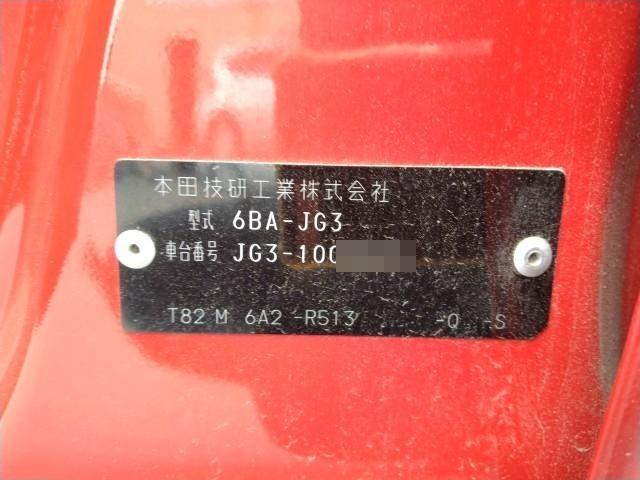 本田技研工業株式会社
型式 6BA-JG3
車台番号 JG3-100
T82 M 6A2 -R513 -Q -S